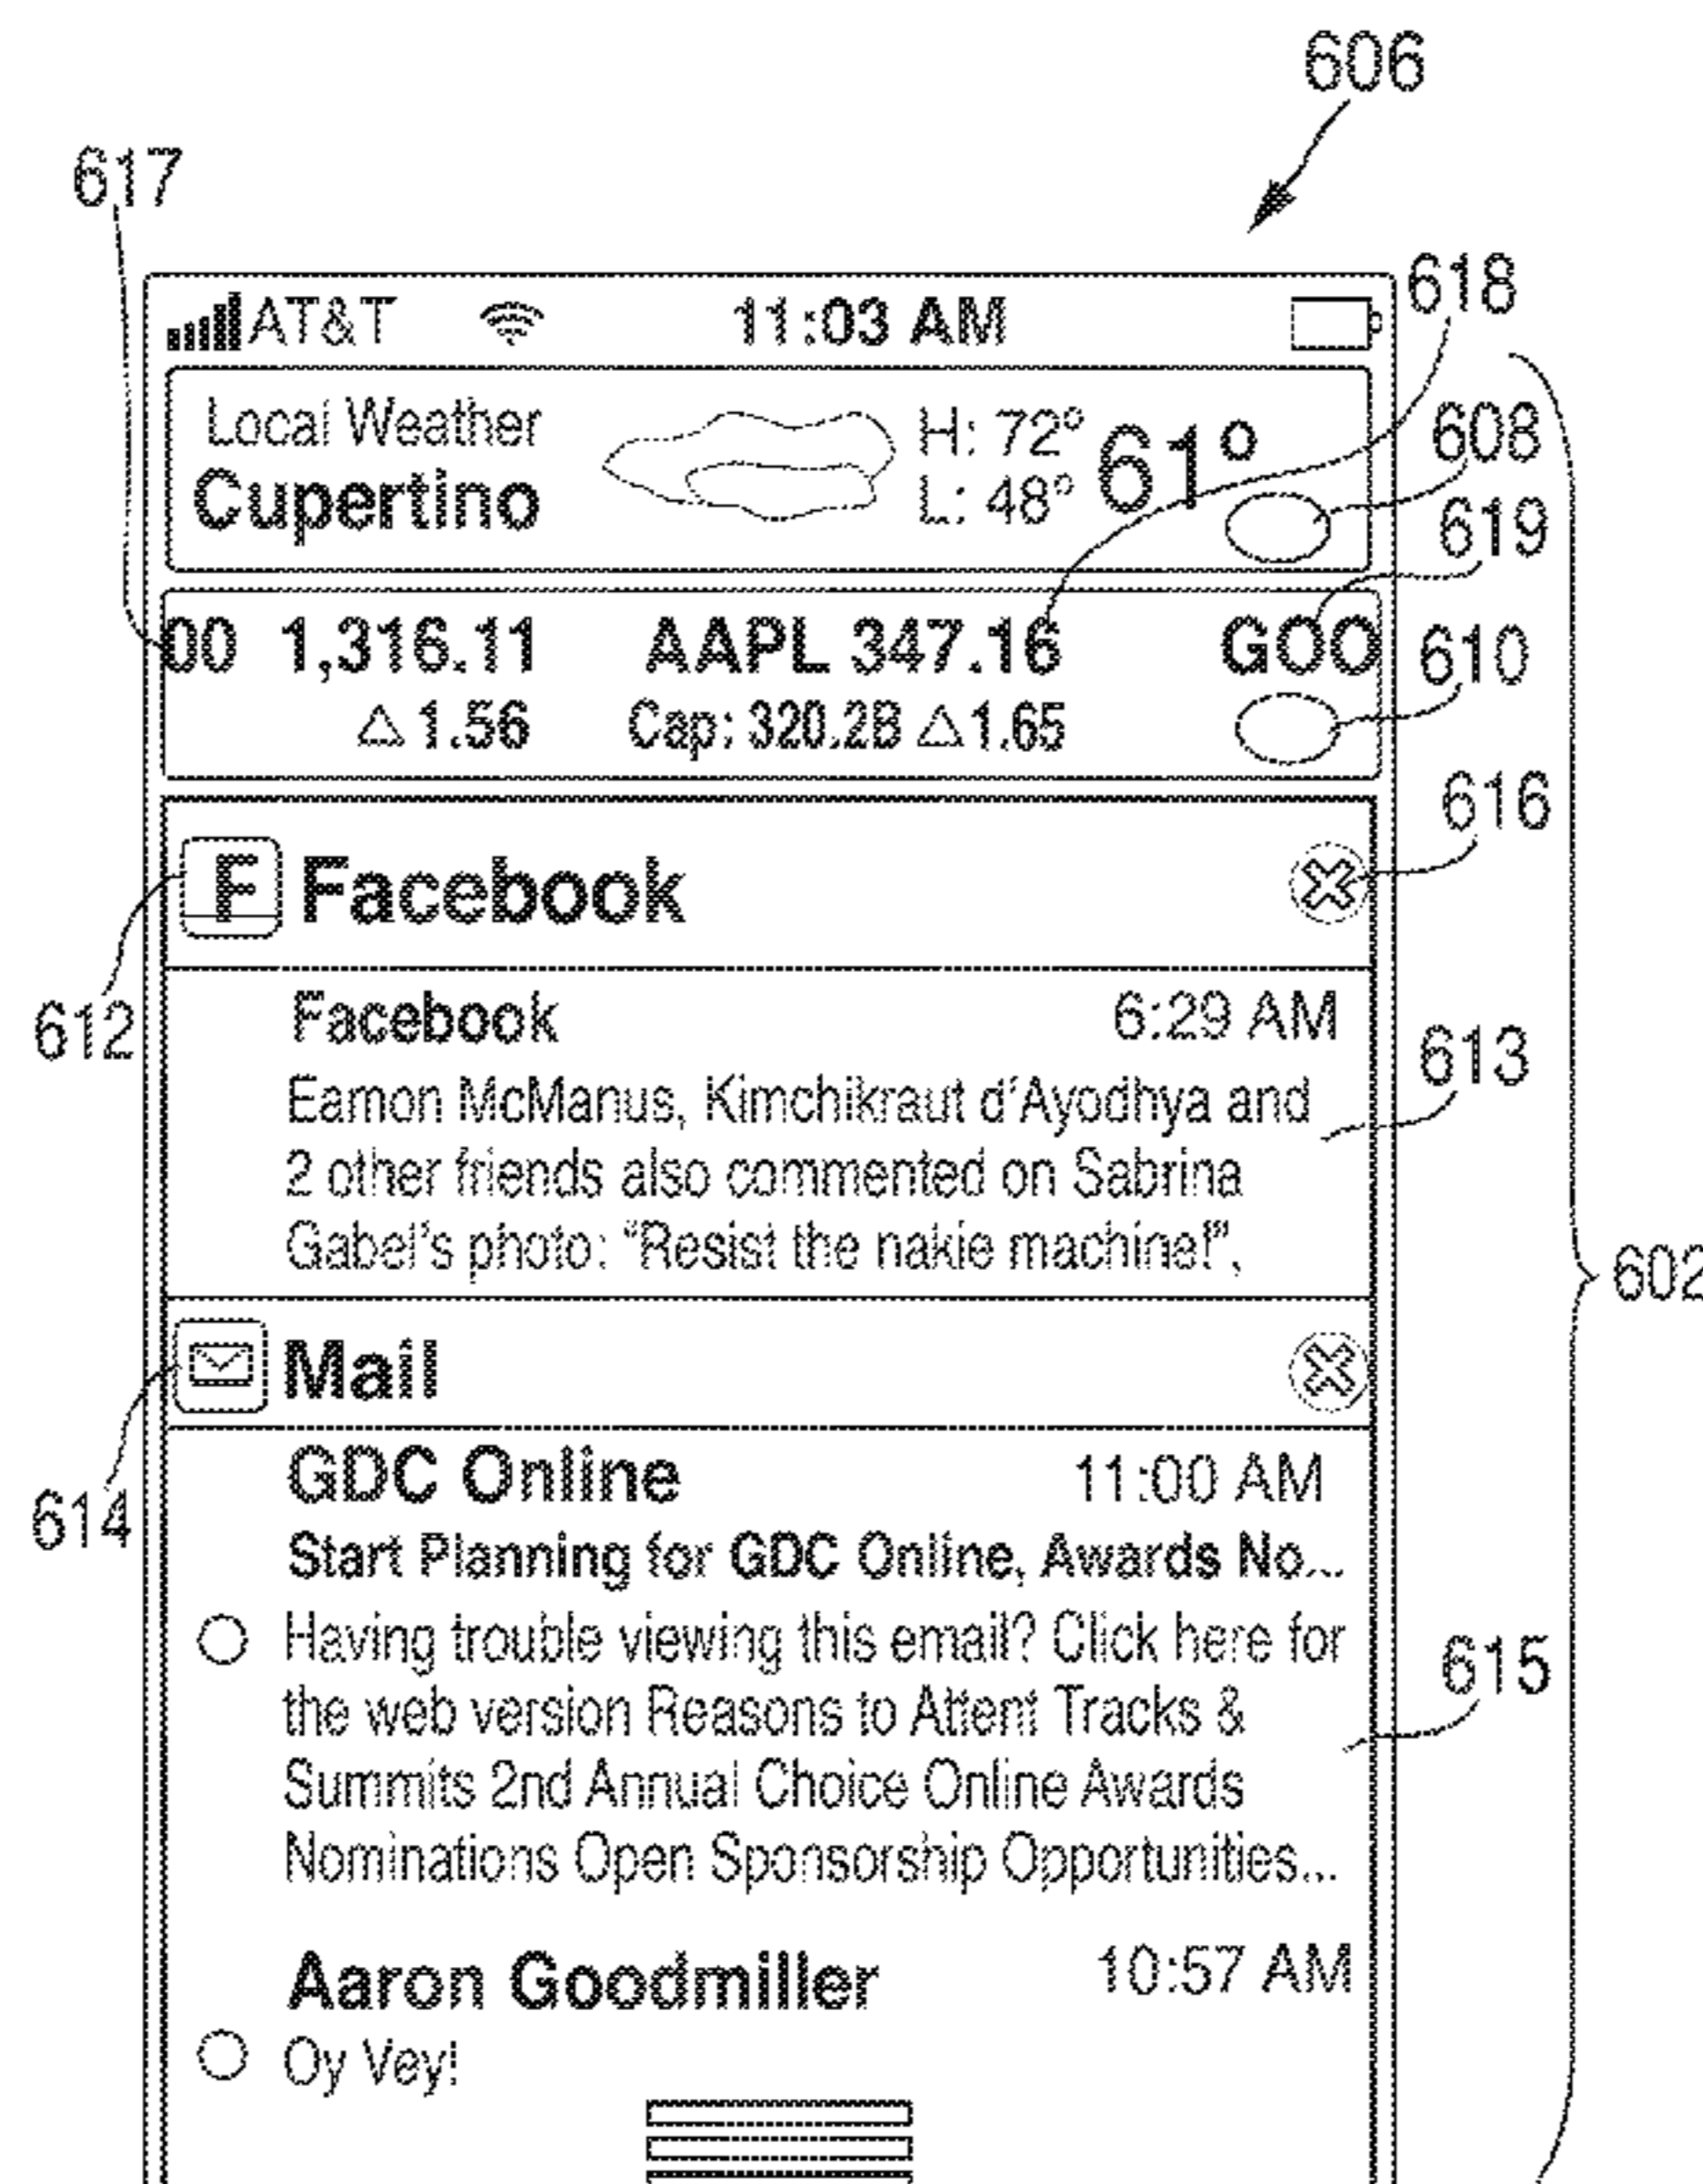 606
617
618
AT&T 11:03 AM
Local Weather H: 72° 61° 608
Cupertino L: 48° 619
00 1,316.11 AAPL 347.16 GOO 610
△1.56 Cap: 320.2B △1.65
616
F Facebook
612
Facebook 6:29 AM
613
Eamon McManus, Kimchikraut d'Ayodhya and
2 other friends also commented on Sabrina
Gabel's photo: "Resist the nakie machine!",
602
Mail
614
GDC Online 11:00 AM
Start Planning for GDC Online, Awards No...
Having trouble viewing this email? Click here for
615
the web version Reasons to Attent Tracks &
Summits 2nd Annual Choice Online Awards
Nominations Open Sponsorship Opportunities...
Aaron Goodmiller 10:57 AM
Oy Vey!